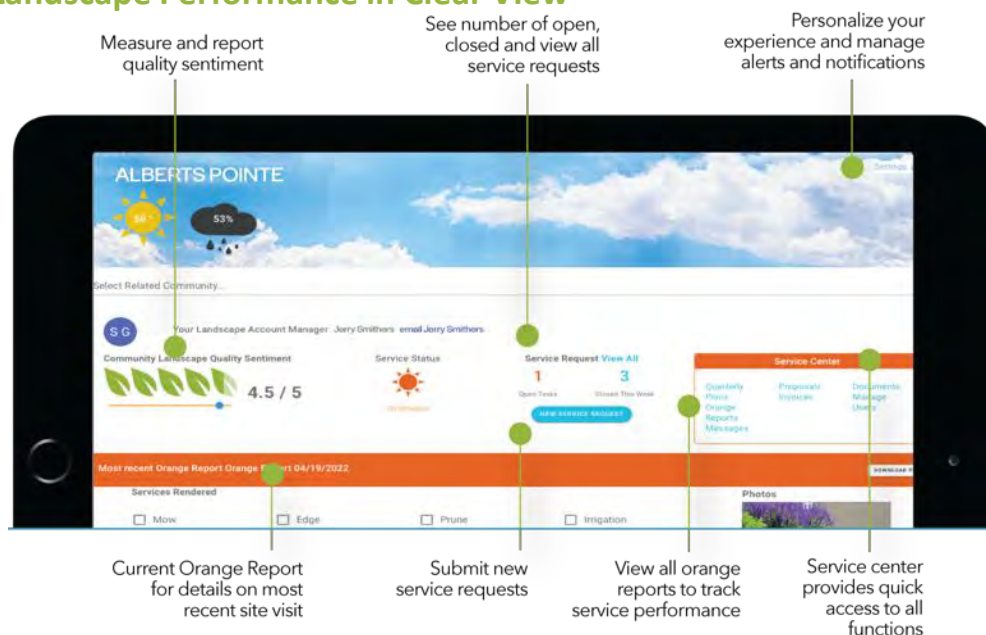 Landscape Performance in Clear View
Measure and report
quality sentiment
See number of open,
closed and view all
service requests
Personalize your
experience and manage
alerts and notifications
ALBERTS POINTE
53%
Settings
Select Related Community...
S G
Your Landscape Account Manager Jerry Smithers email Jerry Smithers
Community Landscape Quality Sentiment
4.5 / 5
Service Status
Service Request View All
1
3
Open Tasks
Closed This Week
NEW SERVICE REQUEST
Service Center
Quarterly
Plans
Orange
Reports
Messages
Proposals
Invoices
Documents
Manage
Users
Most recent Orange Report Orange Report 04/19/2022
DOWNLOAD
Services Rendered
Mow
Edge
Prune
Irrigation
Photos
Current Orange Report
for details on most
recent site visit
Submit new
service requests
View all orange
reports to track
service performance
Service center
provides quick
access to all
functions